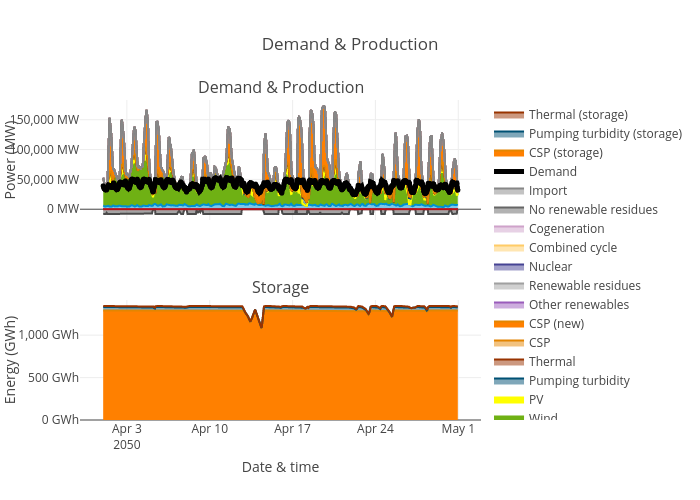 Demand & Production
Demand & Production
150,000 MW
100,000 MW
50,000 MW
0 MW
Power (MW)
Storage
1,000 GWh
500 GWh
0 GWh
Energy (GWh)
Apr 3
2050
Apr 10
Apr 17
Apr 24
May 1
Date & time
Thermal (storage)
Pumping turbidity (storage)
CSP (storage)
Demand
Import
No renewable residues
Cogeneration
Combined cycle
Nuclear
Renewable residues
Other renewables
CSP (new)
CSP
Thermal
Pumping turbidity
PV
Wind